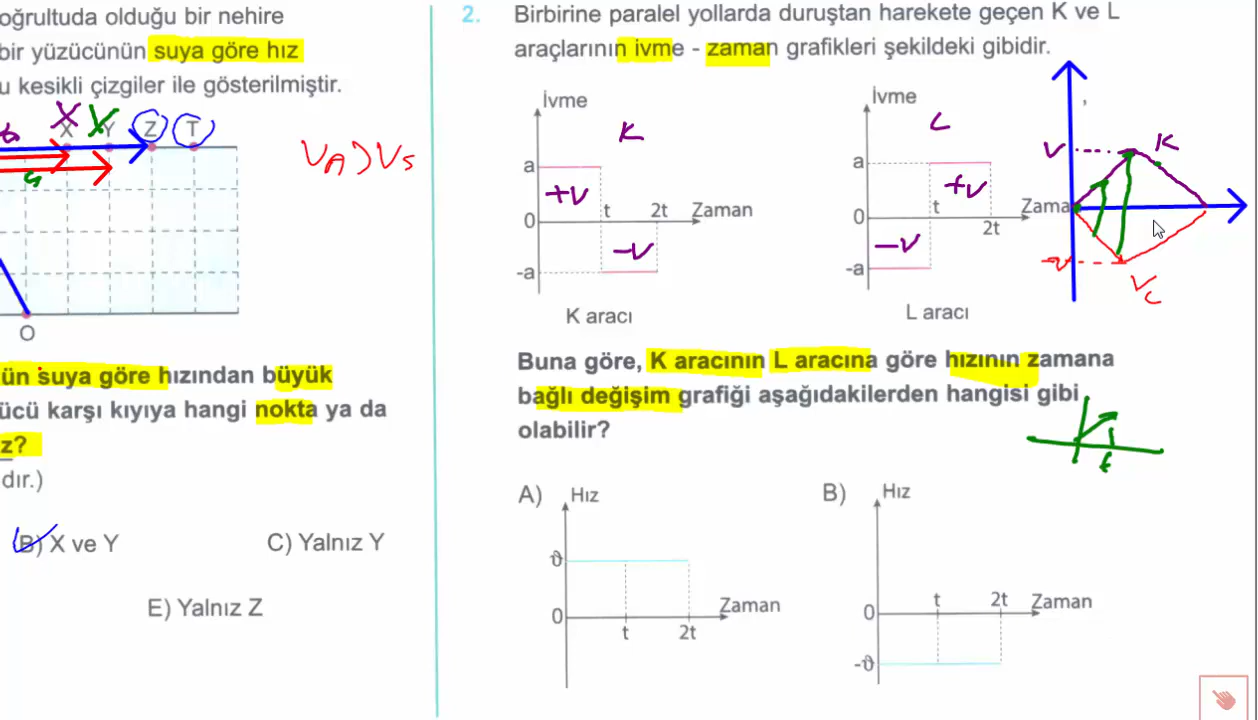 oğrultuda olduğu bir nehire
bir yüzücünün suya göre hız
u kesikli çizgiler ile gösterilmiştir.
X Y
X Y Z T
VA > VS
O
ün suya göre hızından büyük
ücü karşı kıyıya hangi nokta ya da
z?
dır.)
B) X ve Y
C) Yalnız Y
E) Yalnız Z
2. Birbirine paralel yollarda duruştan harekete geçen K ve L
araçlarının ivme - zaman grafikleri şekildeki gibidir.
İvme
K
a
+v
0
t 2t Zaman
-v
-a
K aracı
İvme
L
a
+v
0
t
2t
Zama
-v
-a
L aracı
v
K
-v
VL
Buna göre, K aracının L aracına göre hızının zamana
bağlı değişim grafiği aşağıdakilerden hangisi gibi
olabilir?
t
A) Hız
ϑ
0
t 2t
Zaman
B) Hız
0
t 2t Zaman
-ϑ